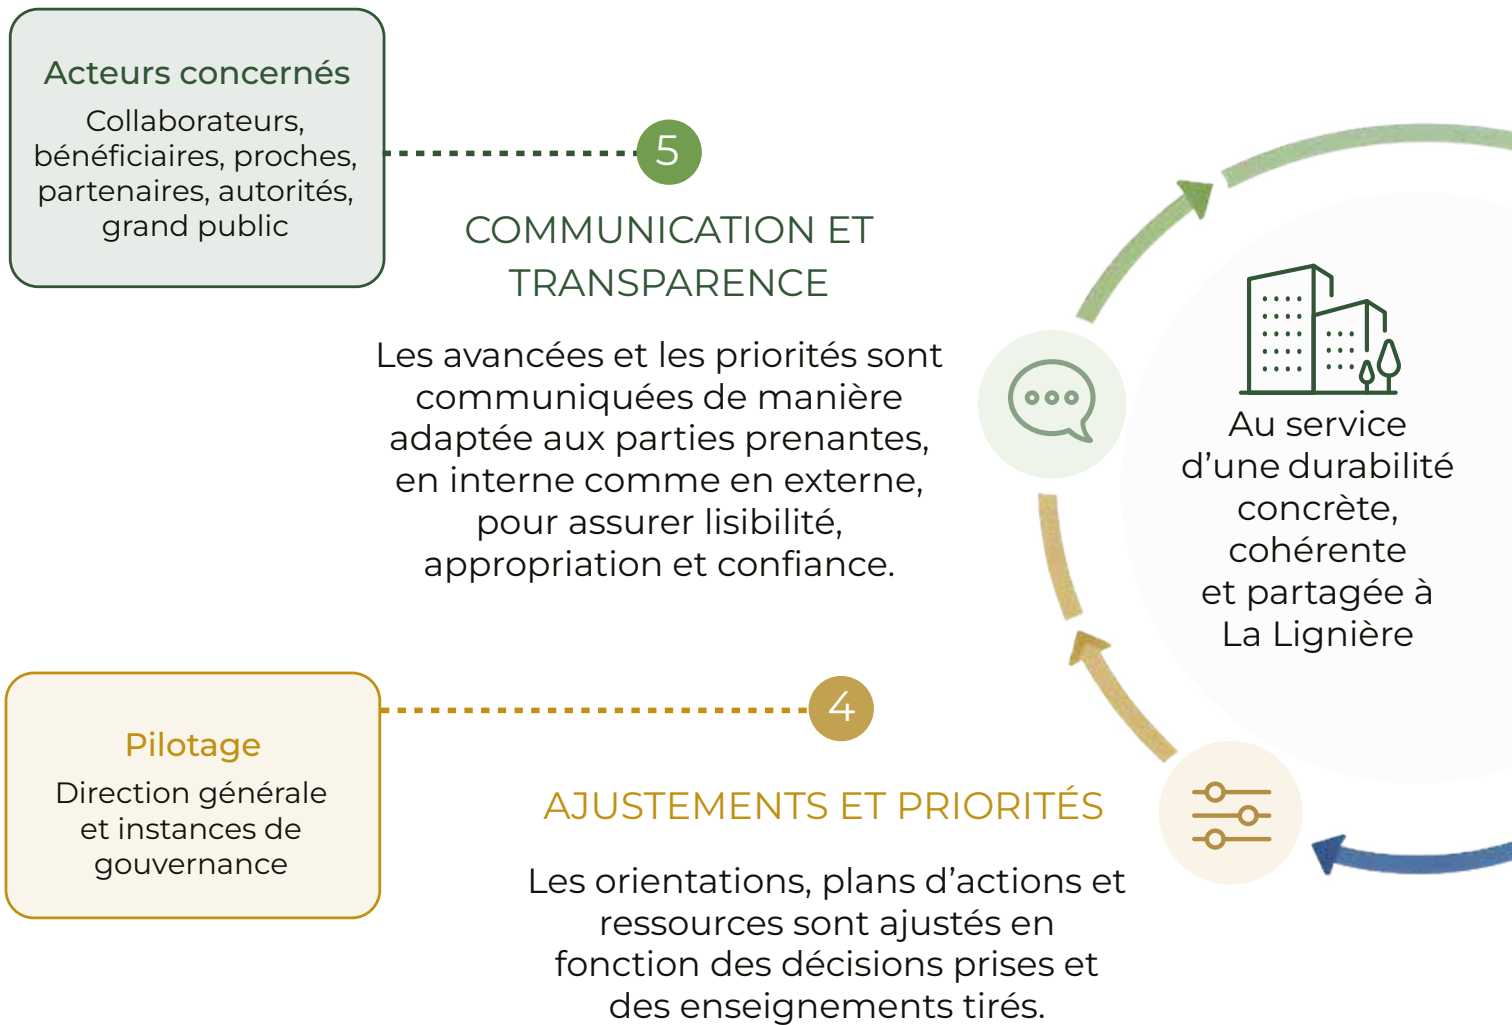 Acteurs concernés
Collaborateurs,
bénéficiaires, proches,
partenaires, autorités,
grand public
5
COMMUNICATION ET
TRANSPARENCE
Les avancées et les priorités sont
communiquées de manière
adaptée aux parties prenantes,
en interne comme en externe,
pour assurer lisibilité,
appropriation et confiance.
Au service
d’une durabilité
concrète,
cohérente
et partagée à
La Lignière
Pilotage
Direction générale
et instances de
gouvernance
4
AJUSTEMENTS ET PRIORITÉS
Les orientations, plans d’actions et
ressources sont ajustés en
fonction des décisions prises et
des enseignements tirés.